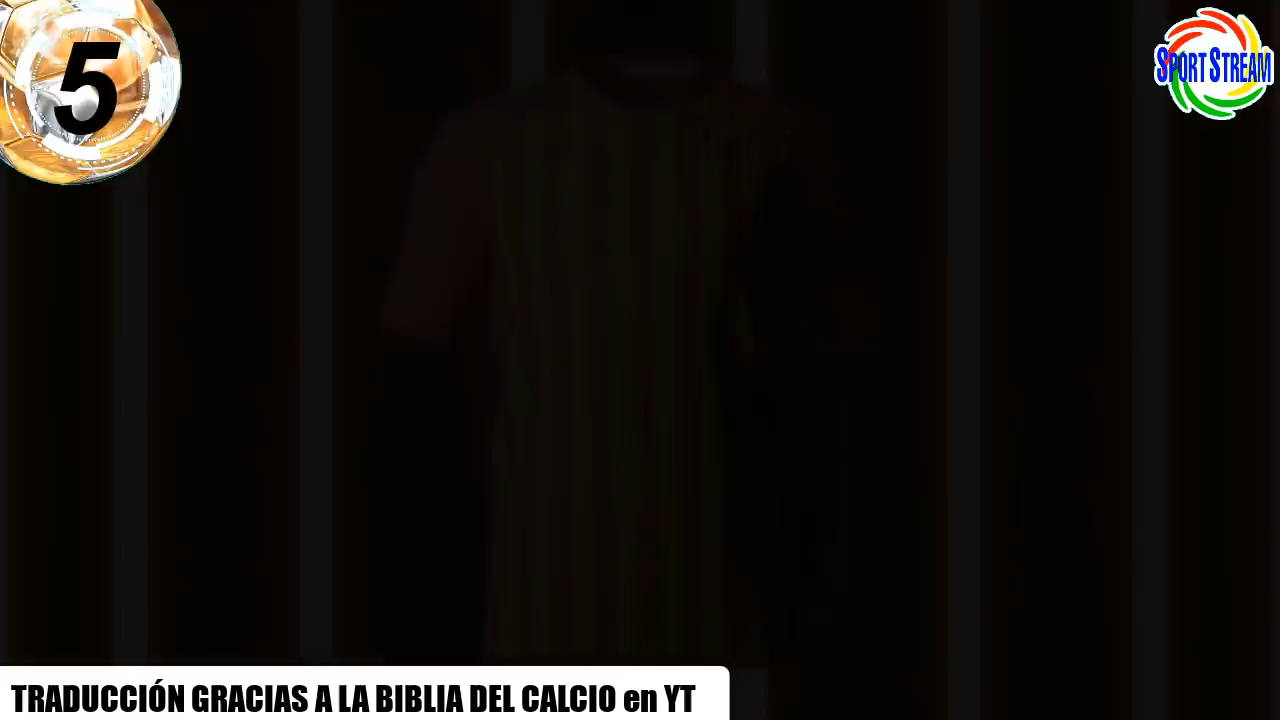 5
SPORT STREAM
TRADUCCIÓN GRACIAS A LA BIBLIA DEL CALCIO en YT